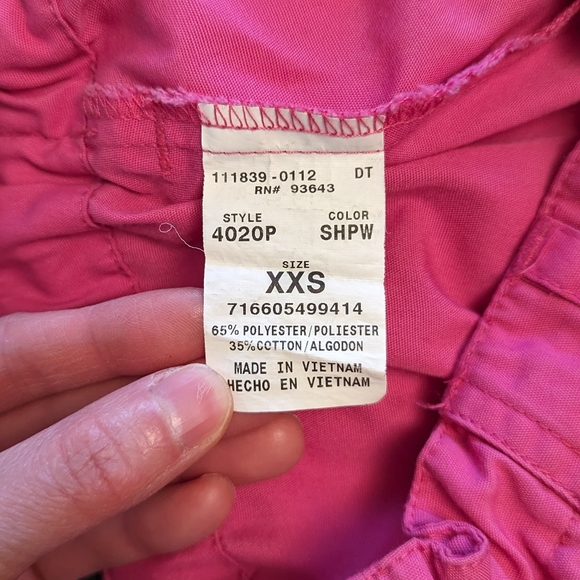 111839-0112 DT
RN# 93643
STYLE COLOR
4020P SHPW
SIZE
XXS
716605499414
65% POLYESTER/POLIESTER
35%COTTON/ALGODON
MADE IN VIETNAM
HECHO EN VIETNAM